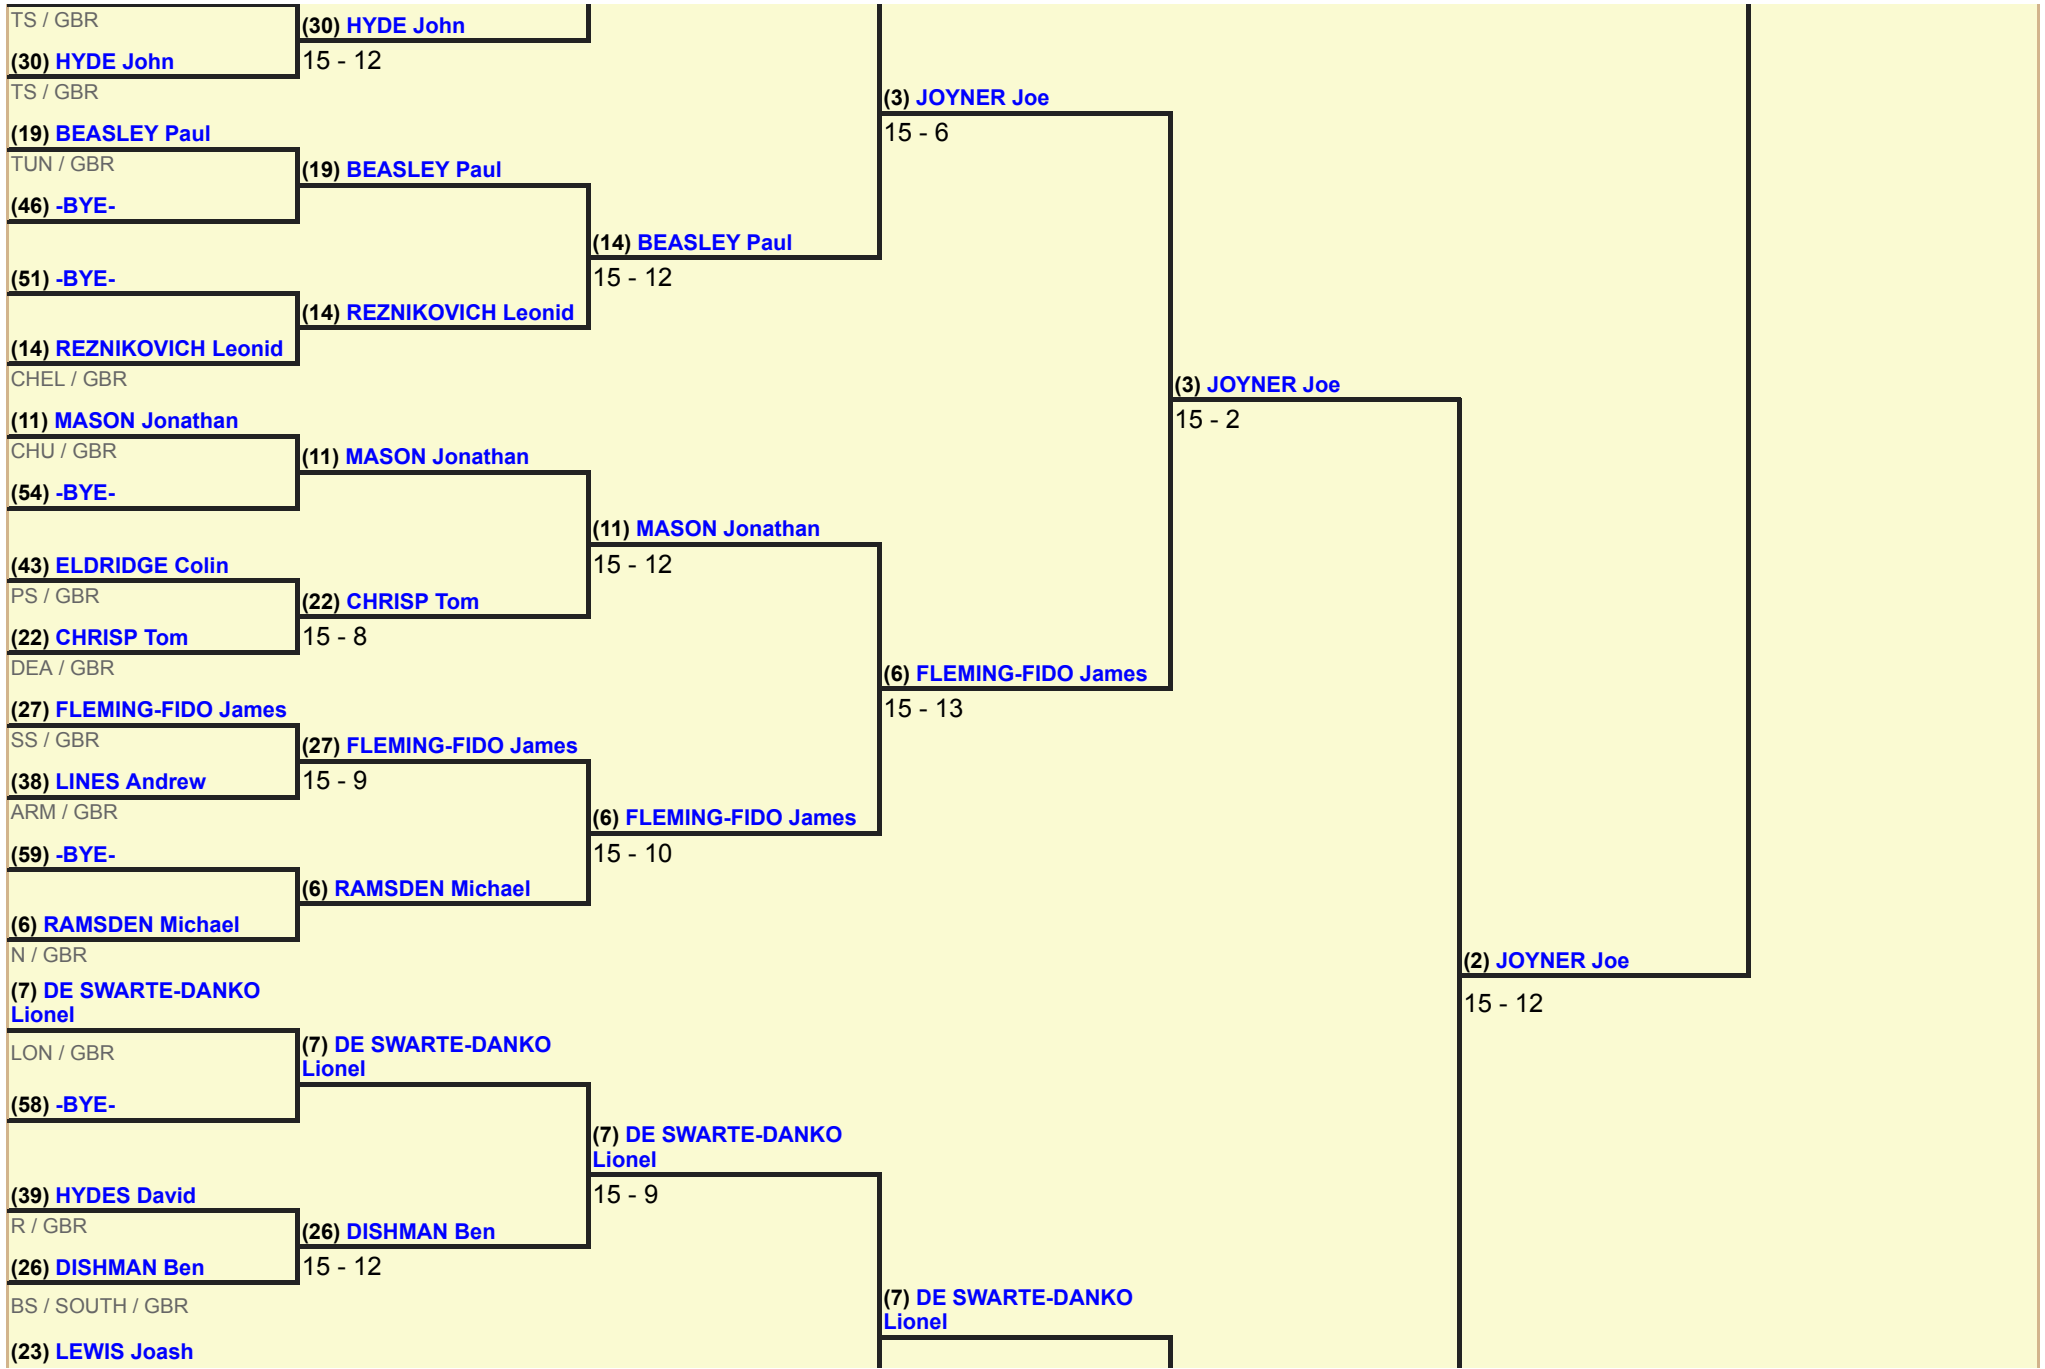 TS / GBR
(30) HYDE John
TS / GBR
(19) BEASLEY Paul
TUN / GBR
(46) -BYE-
(51) -BYE-
(14) REZNIKOVICH Leonid
CHEL / GBR
(11) MASON Jonathan
CHU / GBR
(54) -BYE-
(43) ELDRIDGE Colin
PS / GBR
(22) CHRISP Tom
DEA / GBR
(27) FLEMING-FIDO James
SS / GBR
(38) LINES Andrew
ARM / GBR
(59) -BYE-
(6) RAMSDEN Michael
N / GBR
(7) DE SWARTE-DANKO
Lionel
LON / GBR
(58) -BYE-
(39) HYDES David
R / GBR
(26) DISHMAN Ben
BS / SOUTH / GBR
(23) LEWIS Joash
(30) HYDE John
15 - 12
(19) BEASLEY Paul
(14) REZNIKOVICH Leonid
(11) MASON Jonathan
(22) CHRISP Tom
15 - 8
(27) FLEMING-FIDO James
15 - 9
(6) RAMSDEN Michael
(7) DE SWARTE-DANKO
Lionel
(26) DISHMAN Ben
15 - 12
(14) BEASLEY Paul
15 - 12
(11) MASON Jonathan
15 - 12
(6) FLEMING-FIDO James
15 - 10
(7) DE SWARTE-DANKO
Lionel
15 - 9
(3) JOYNER Joe
15 - 6
(6) FLEMING-FIDO James
15 - 13
(7) DE SWARTE-DANKO
Lionel
(3) JOYNER Joe
15 - 2
(2) JOYNER Joe
15 - 12